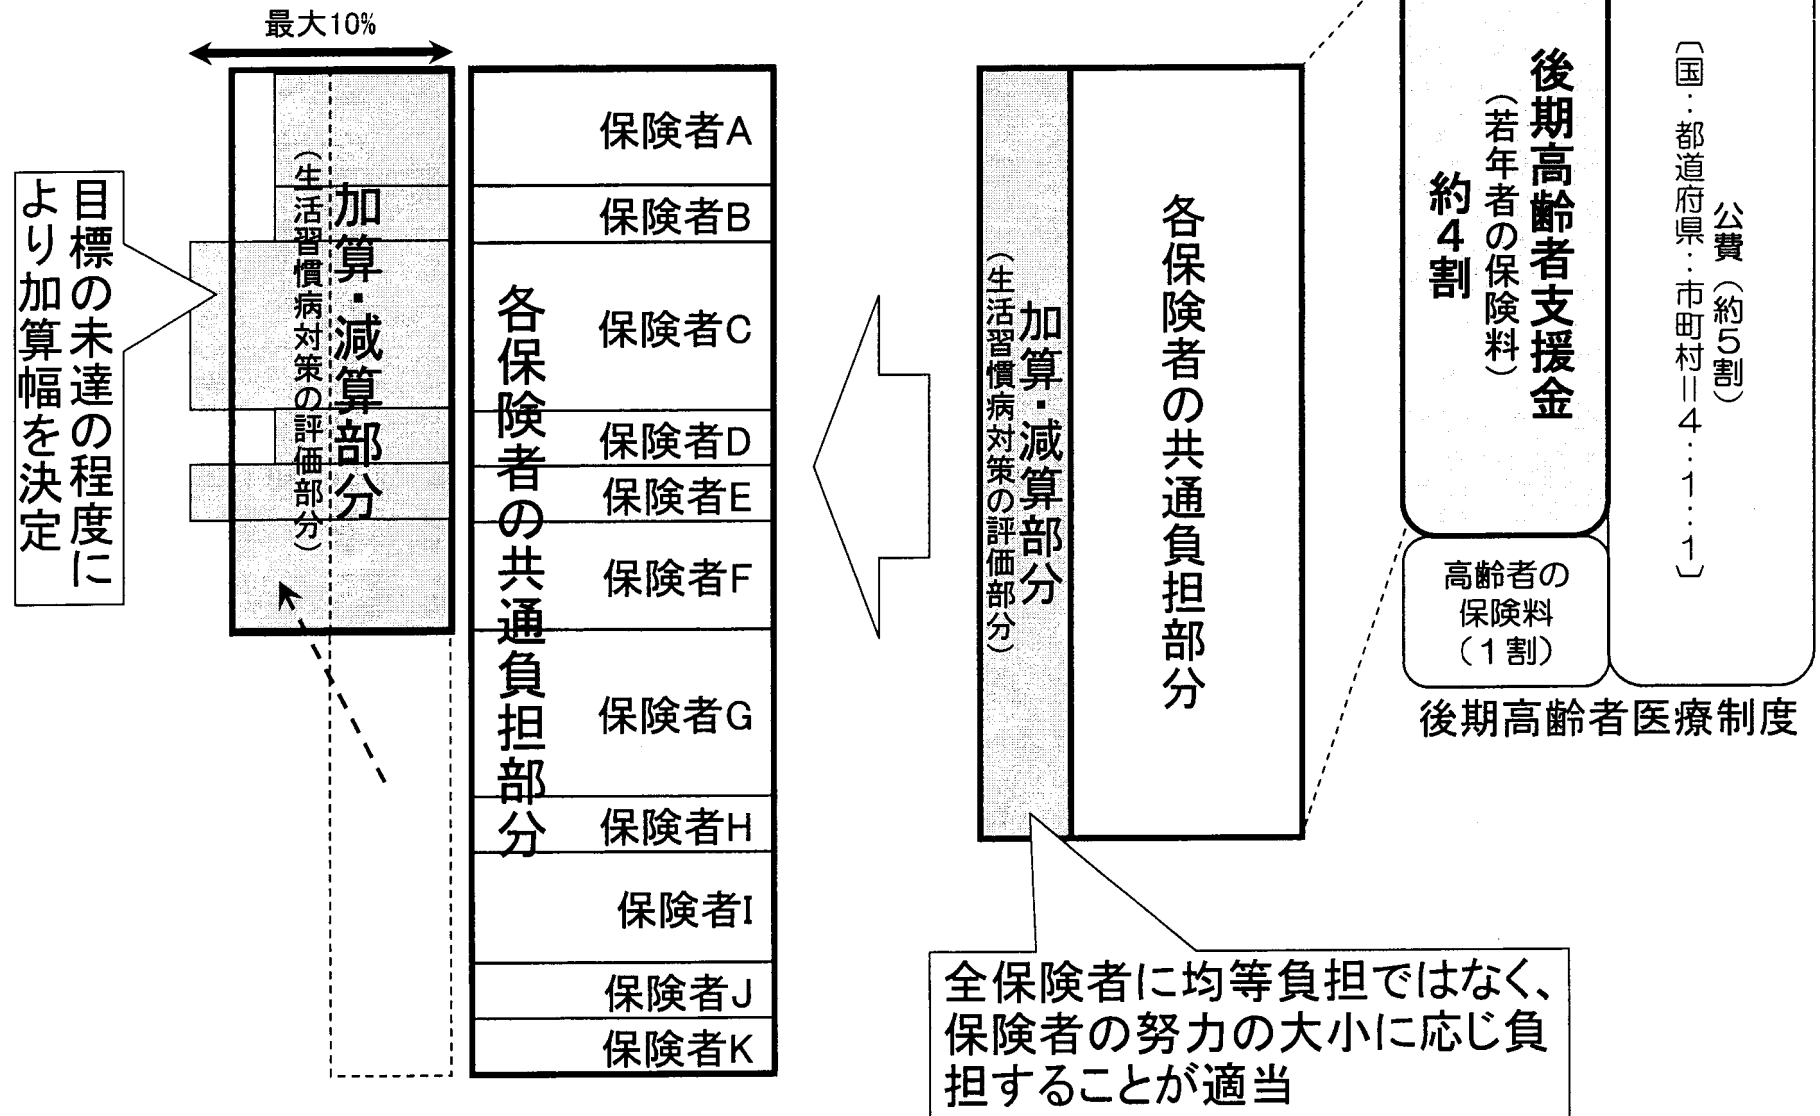 最大10%
加算・減算部分
(生活習慣病対策の評価部分)
目標の未達の程度に
より加算幅を決定
各保険者の共通負担部分
保険者A
保険者B
保険者C
保険者D
保険者E
保険者F
保険者G
保険者H
保険者I
保険者J
保険者K
加算・減算部分
(生活習慣病対策の評価部分)
各保険者の共通負担部分
全保険者に均等負担ではなく、
保険者の努力の大小に応じ負
担することが適当
後期高齢者支援金
(若年者の保険料)
約4割
公費(約5割)
〔国:都道府県:市町村=4:1:1〕
高齢者の
保険料
(1割)
後期高齢者医療制度